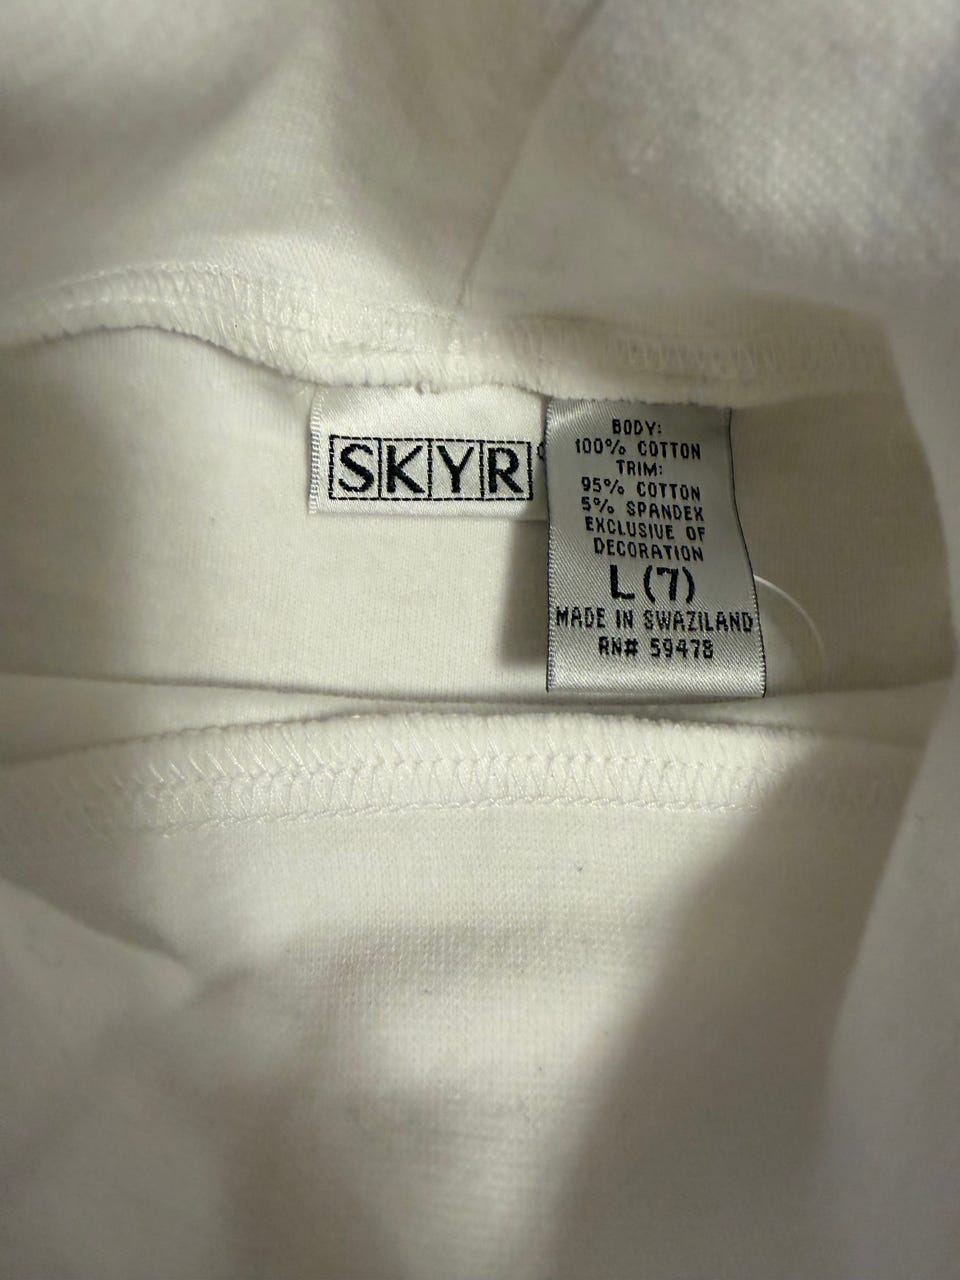 SKYR
BODY:
100% COTTON
TRIM:
95% COTTON
5% SPANDEX
EXCLUSIVE OF
DECORATION
L (7)
MADE IN SWAZILAND
RN# 59478